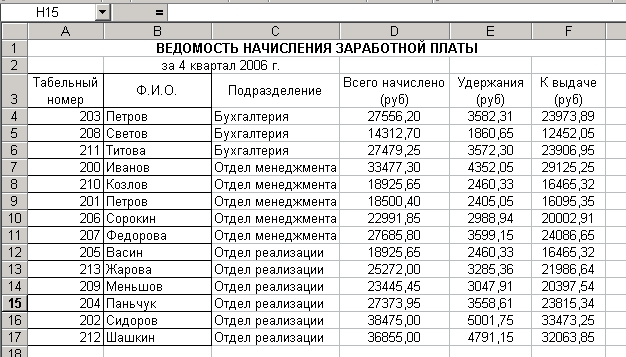 H15 =
A B C D E F
1 ВЕДОМОСТЬ НАЧИСЛЕНИЯ ЗАРАБОТНОЙ ПЛАТЫ
2 за 4 квартал 2006 г.
Табельный Всего начислено Удержания К выдаче
3 номер Ф.И.О. Подразделение (руб) (руб) (руб)
4 203 Петров Бухгалтерия 27556,20 3582,31 23973,89
5 208 Светов Бухгалтерия 14312,70 1860,65 12452,05
6 211 Титова Бухгалтерия 27479,25 3572,30 23906,95
7 200 Иванов Отдел менеджмента 33477,30 4352,05 29125,25
8 210 Козлов Отдел менеджмента 18925,65 2460,33 16465,32
9 201 Петров Отдел менеджмента 18500,40 2405,05 16095,35
10 206 Сорокин Отдел менеджмента 22991,85 2988,94 20002,91
11 207 Федорова Отдел менеджмента 27685,80 3599,15 24086,65
12 205 Васин Отдел реализации 18925,65 2460,33 16465,32
13 213 Жарова Отдел реализации 25272,00 3285,36 21986,64
14 209 Меньшов Отдел реализации 23445,45 3047,91 20397,54
15 204 Паньчук Отдел реализации 27373,95 3558,61 23815,34
16 202 Сидоров Отдел реализации 38475,00 5001,75 33473,25
17 212 Шашкин Отдел реализации 36855,00 4791,15 32063,85
18